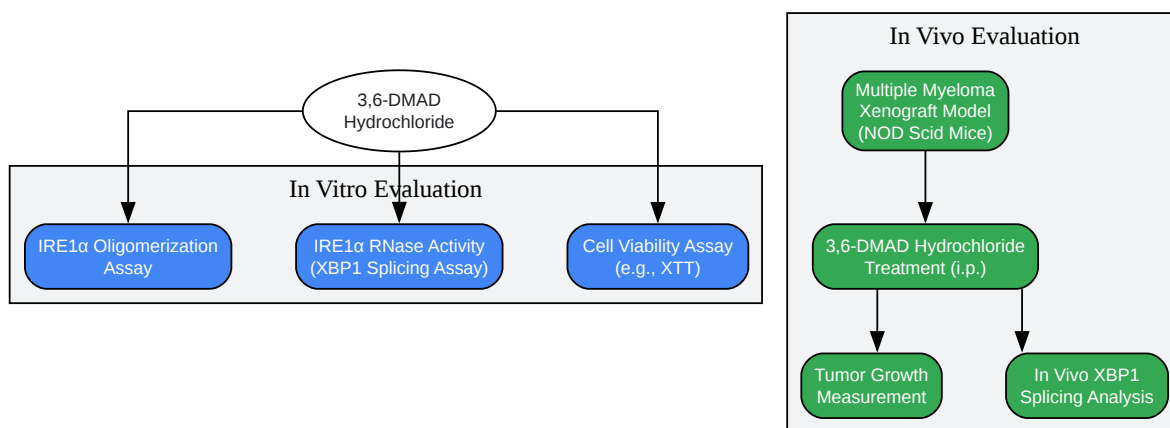 3,6-DMAD
Hydrochloride
In Vitro Evaluation
IRE1α Oligomerization
Assay
IRE1α RNase Activity
(XBP1 Splicing Assay)
Cell Viability Assay
(e.g., XTT)
In Vivo Evaluation
Multiple Myeloma
Xenograft Model
(NOD Scid Mice)
3,6-DMAD Hydrochloride
Treatment (i.p.)
Tumor Growth
Measurement
In Vivo XBP1
Splicing Analysis